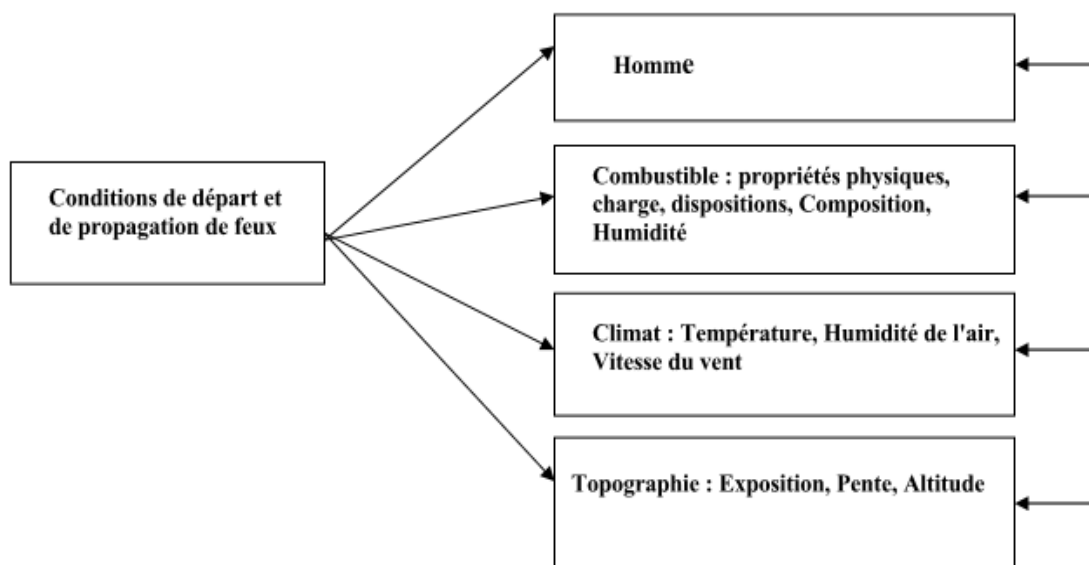 Homme
Conditions de départ et
de propagation de feux
Combustible : propriétés physiques,
charge, dispositions, Composition,
Humidité
Climat : Température, Humidité de l'air,
Vitesse du vent
Topographie : Exposition, Pente, Altitude